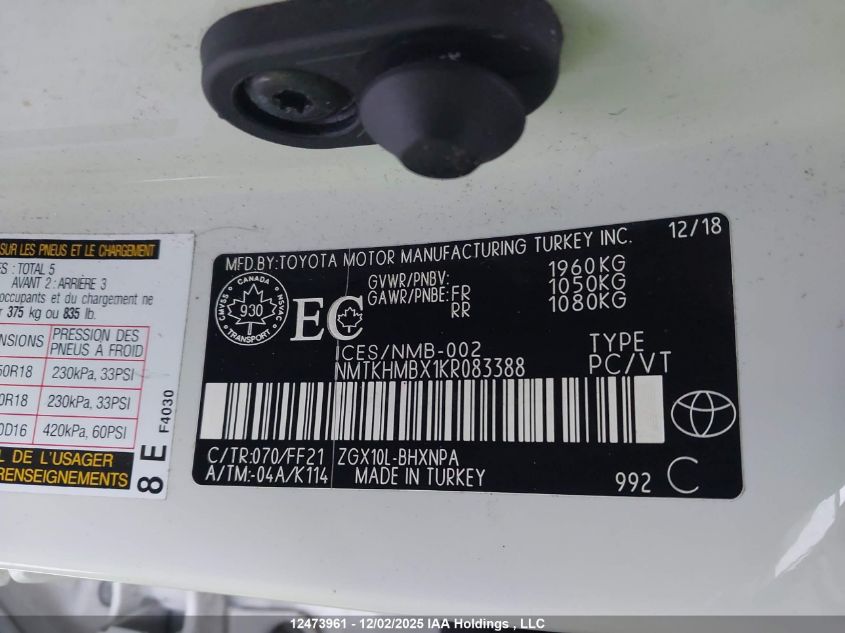 SUR LES PNEUS ET LE CHARGEMENT
ES : TOTAL 5
AVANT 2 : ARRIÈRE 3
occupants et du chargement ne
r 375 kg ou 835 lb.
NSIONS PRESSION DES PNEUS À FROID
50R18 230kPa, 33PSI
0R18 230kPa, 33PSI
0D16 420kPa, 60PSI
L DE L'USAGER
RENSEIGNEMENTS
8 E F4030
MFD.BY:TOYOTA MOTOR MANUFACTURING TURKEY INC. 12/18
GVWR/PNBV: 1960KG
GAWR/PNBE:FR 1050KG
RR 1080KG
CANADA
CMVSS 930 NSVAC
TRANSPORT
EC
ICES/NMB-002 TYPE
NMTKHMBX1KR083388 PC/VT
C/TR:070/FF21 ZGX10L-BHXNPA
A/TM:-04A/K114 MADE IN TURKEY 992 C
12473961 - 12/02/2025 IAA Holdings , LLC